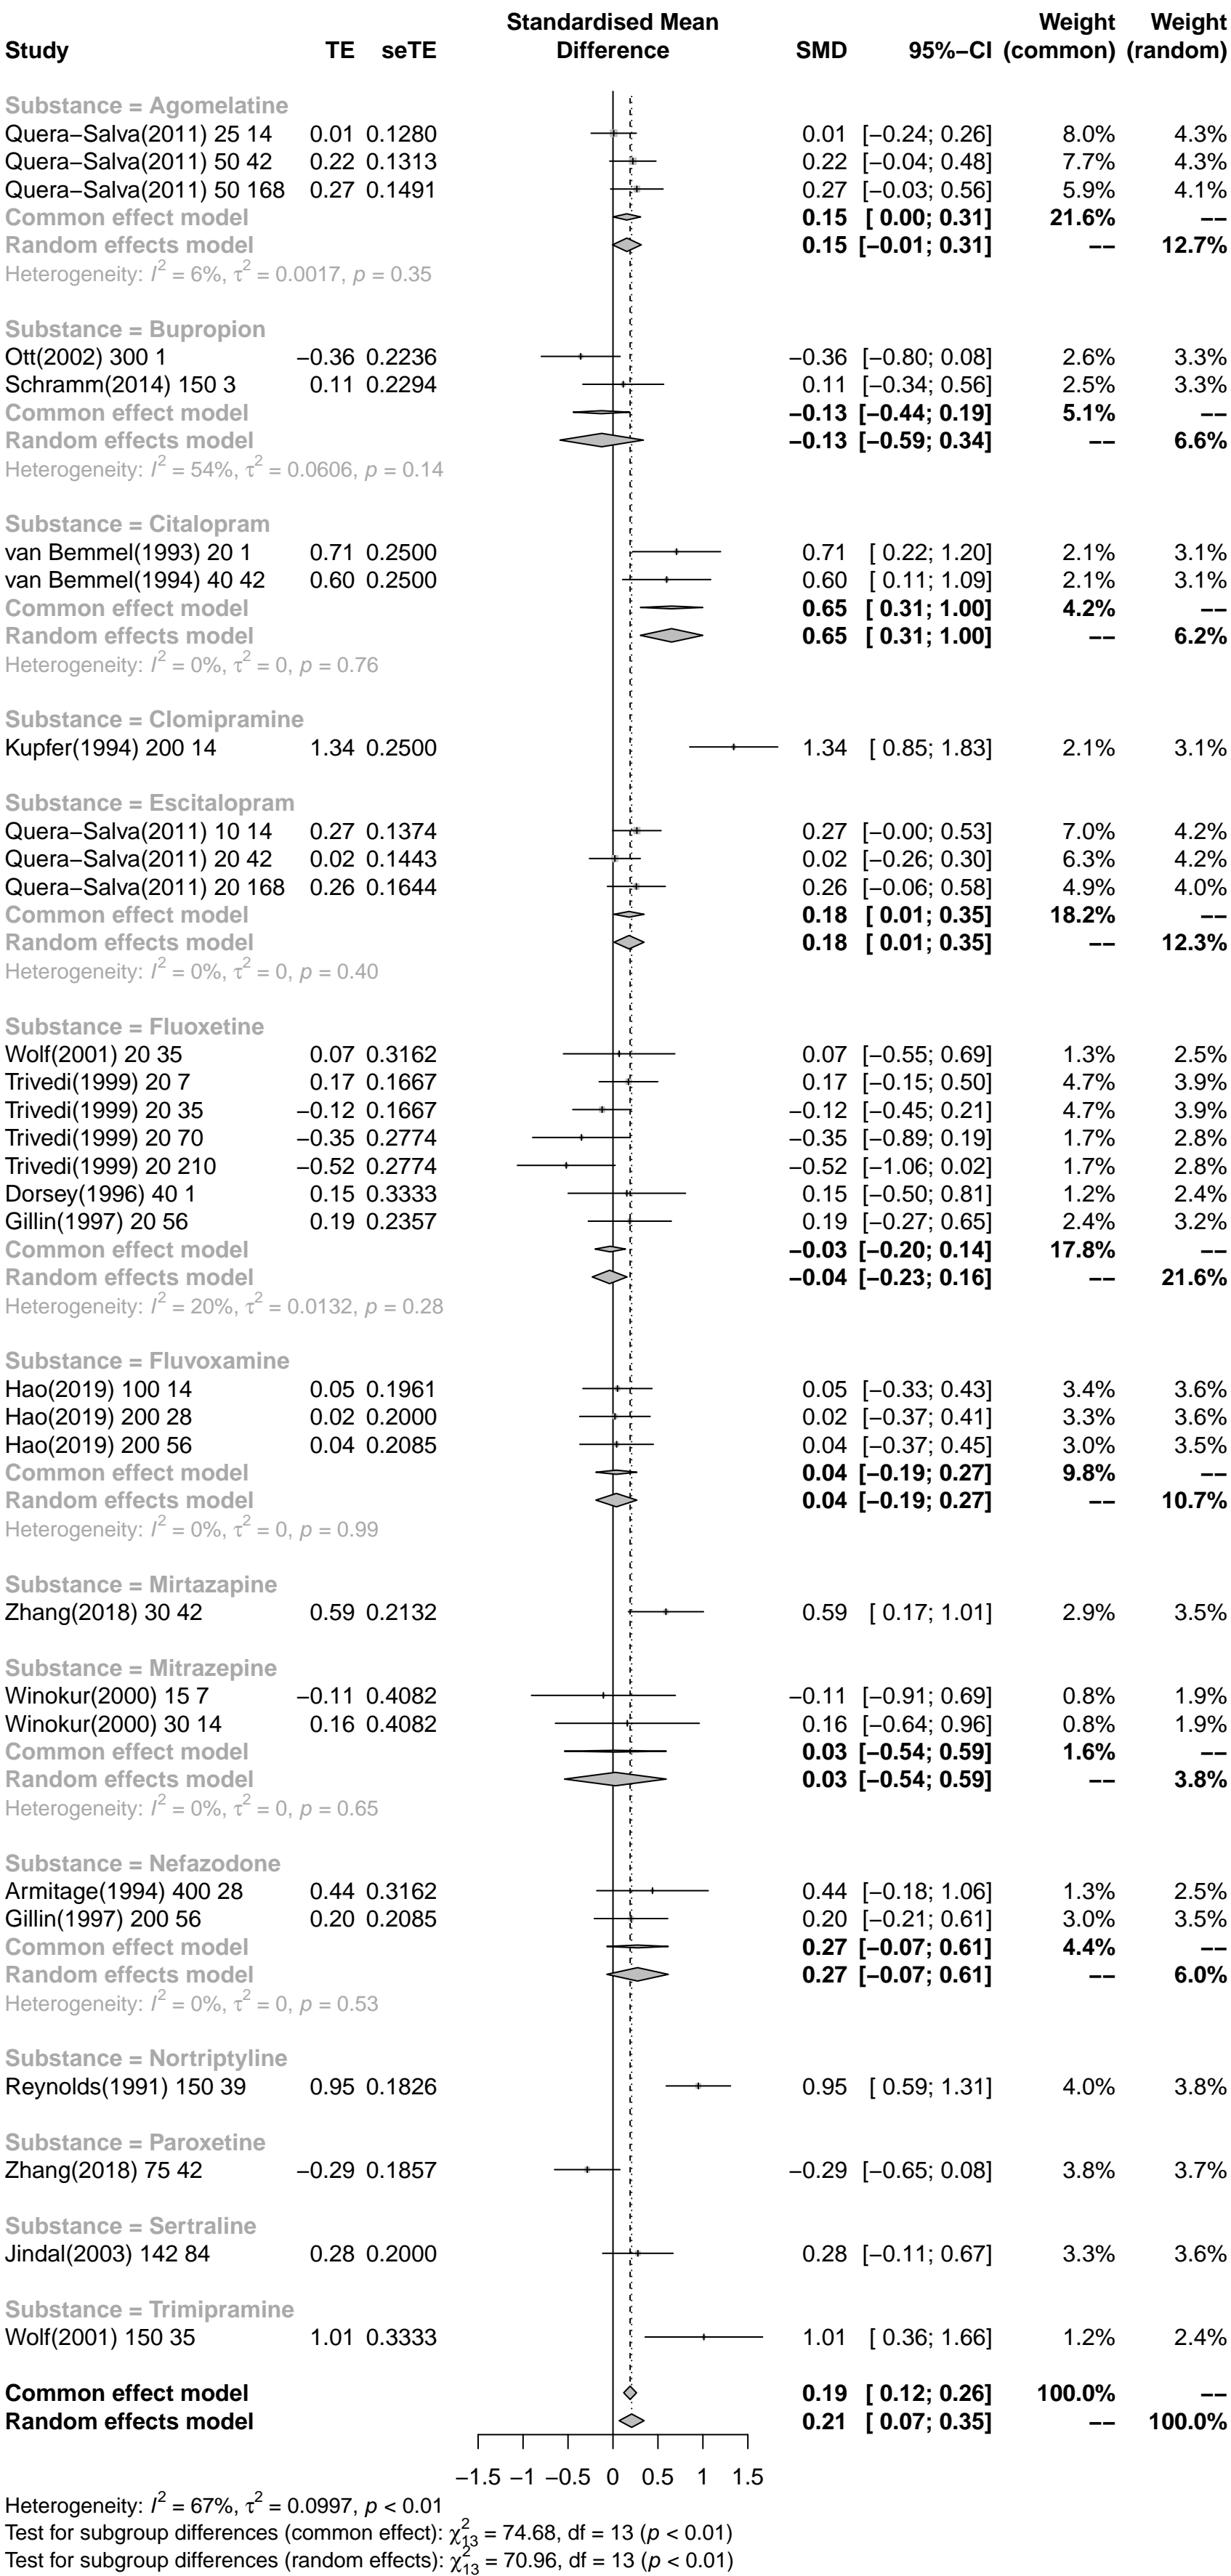 Standardised Mean Weight Weight
Study TE seTE Difference SMD 95%−CI (common) (random)
Substance = Agomelatine
Quera−Salva(2011) 25 14 0.01 0.1280 0.01 [−0.24; 0.26] 8.0% 4.3%
Quera−Salva(2011) 50 42 0.22 0.1313 0.22 [−0.04; 0.48] 7.7% 4.3%
Quera−Salva(2011) 50 168 0.27 0.1491 0.27 [−0.03; 0.56] 5.9% 4.1%
Common effect model 0.15 [ 0.00; 0.31] 21.6% −−
Random effects model 0.15 [−0.01; 0.31] −− 12.7%
Heterogeneity: I² = 6%, τ² = 0.0017, p = 0.35
Substance = Bupropion
Ott(2002) 300 1 −0.36 0.2236 −0.36 [−0.80; 0.08] 2.6% 3.3%
Schramm(2014) 150 3 0.11 0.2294 0.11 [−0.34; 0.56] 2.5% 3.3%
Common effect model −0.13 [−0.44; 0.19] 5.1% −−
Random effects model −0.13 [−0.59; 0.34] −− 6.6%
Heterogeneity: I² = 54%, τ² = 0.0606, p = 0.14
Substance = Citalopram
van Bemmel(1993) 20 1 0.71 0.2500 0.71 [ 0.22; 1.20] 2.1% 3.1%
van Bemmel(1994) 40 42 0.60 0.2500 0.60 [ 0.11; 1.09] 2.1% 3.1%
Common effect model 0.65 [ 0.31; 1.00] 4.2% −−
Random effects model 0.65 [ 0.31; 1.00] −− 6.2%
Heterogeneity: I² = 0%, τ² = 0, p = 0.76
Substance = Clomipramine
Kupfer(1994) 200 14 1.34 0.2500 1.34 [ 0.85; 1.83] 2.1% 3.1%
Substance = Escitalopram
Quera−Salva(2011) 10 14 0.27 0.1374 0.27 [−0.00; 0.53] 7.0% 4.2%
Quera−Salva(2011) 20 42 0.02 0.1443 0.02 [−0.26; 0.30] 6.3% 4.2%
Quera−Salva(2011) 20 168 0.26 0.1644 0.26 [−0.06; 0.58] 4.9% 4.0%
Common effect model 0.18 [ 0.01; 0.35] 18.2% −−
Random effects model 0.18 [ 0.01; 0.35] −− 12.3%
Heterogeneity: I² = 0%, τ² = 0, p = 0.40
Substance = Fluoxetine
Wolf(2001) 20 35 0.07 0.3162 0.07 [−0.55; 0.69] 1.3% 2.5%
Trivedi(1999) 20 7 0.17 0.1667 0.17 [−0.15; 0.50] 4.7% 3.9%
Trivedi(1999) 20 35 −0.12 0.1667 −0.12 [−0.45; 0.21] 4.7% 3.9%
Trivedi(1999) 20 70 −0.35 0.2774 −0.35 [−0.89; 0.19] 1.7% 2.8%
Trivedi(1999) 20 210 −0.52 0.2774 −0.52 [−1.06; 0.02] 1.7% 2.8%
Dorsey(1996) 40 1 0.15 0.3333 0.15 [−0.50; 0.81] 1.2% 2.4%
Gillin(1997) 20 56 0.19 0.2357 0.19 [−0.27; 0.65] 2.4% 3.2%
Common effect model −0.03 [−0.20; 0.14] 17.8% −−
Random effects model −0.04 [−0.23; 0.16] −− 21.6%
Heterogeneity: I² = 20%, τ² = 0.0132, p = 0.28
Substance = Fluvoxamine
Hao(2019) 100 14 0.05 0.1961 0.05 [−0.33; 0.43] 3.4% 3.6%
Hao(2019) 200 28 0.02 0.2000 0.02 [−0.37; 0.41] 3.3% 3.6%
Hao(2019) 200 56 0.04 0.2085 0.04 [−0.37; 0.45] 3.0% 3.5%
Common effect model 0.04 [−0.19; 0.27] 9.8% −−
Random effects model 0.04 [−0.19; 0.27] −− 10.7%
Heterogeneity: I² = 0%, τ² = 0, p = 0.99
Substance = Mirtazapine
Zhang(2018) 30 42 0.59 0.2132 0.59 [ 0.17; 1.01] 2.9% 3.5%
Substance = Mitrazepine
Winokur(2000) 15 7 −0.11 0.4082 −0.11 [−0.91; 0.69] 0.8% 1.9%
Winokur(2000) 30 14 0.16 0.4082 0.16 [−0.64; 0.96] 0.8% 1.9%
Common effect model 0.03 [−0.54; 0.59] 1.6% −−
Random effects model 0.03 [−0.54; 0.59] −− 3.8%
Heterogeneity: I² = 0%, τ² = 0, p = 0.65
Substance = Nefazodone
Armitage(1994) 400 28 0.44 0.3162 0.44 [−0.18; 1.06] 1.3% 2.5%
Gillin(1997) 200 56 0.20 0.2085 0.20 [−0.21; 0.61] 3.0% 3.5%
Common effect model 0.27 [−0.07; 0.61] 4.4% −−
Random effects model 0.27 [−0.07; 0.61] −− 6.0%
Heterogeneity: I² = 0%, τ² = 0, p = 0.53
Substance = Nortriptyline
Reynolds(1991) 150 39 0.95 0.1826 0.95 [ 0.59; 1.31] 4.0% 3.8%
Substance = Paroxetine
Zhang(2018) 75 42 −0.29 0.1857 −0.29 [−0.65; 0.08] 3.8% 3.7%
Substance = Sertraline
Jindal(2003) 142 84 0.28 0.2000 0.28 [−0.11; 0.67] 3.3% 3.6%
Substance = Trimipramine
Wolf(2001) 150 35 1.01 0.3333 1.01 [ 0.36; 1.66] 1.2% 2.4%
Common effect model 0.19 [ 0.12; 0.26] 100.0% −−
Random effects model 0.21 [ 0.07; 0.35] −− 100.0%
−1.5 −1 −0.5 0 0.5 1 1.5
Heterogeneity: I² = 67%, τ² = 0.0997, p < 0.01
Test for subgroup differences (common effect): χ²₁₃ = 74.68, df = 13 (p < 0.01)
Test for subgroup differences (random effects): χ²₁₃ = 70.96, df = 13 (p < 0.01)